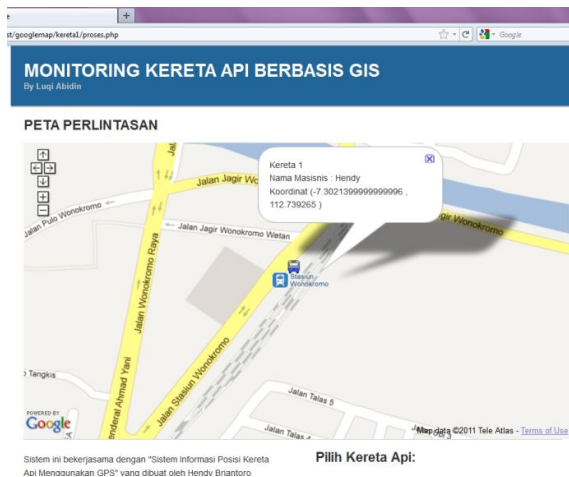 st/googlemap/kereta1/proses.php
Google
MONITORING KERETA API BERBASIS GIS
By Luqi Abidin
PETA PERLINTASAN
Kereta 1
Nama Masisnis : Hendy
Koordinat (-7.3021399999999996 ,
112.739265 )
Jalan Jagir Wo
gir Wonokromo
Jalan Pulo Wonokromo
Jalan Jagir Wonokromo Wetan
Jalan Wonokromo Raya
Stasiun
Wonokromo
Jalan Stasiun Wonokromo
Tangkis
enderal Ahmad Yani
Jalan Talas 5
Jalan Talas
POWERED BY
Google
Map data ©2011 Tele Atlas - Terms of Use
Sistem ini bekerjasama dengan "Sistem Informasi Posisi Kereta
Api Menggunakan GPS" yang dibuat oleh Hendy Briantoro
Pilih Kereta Api: